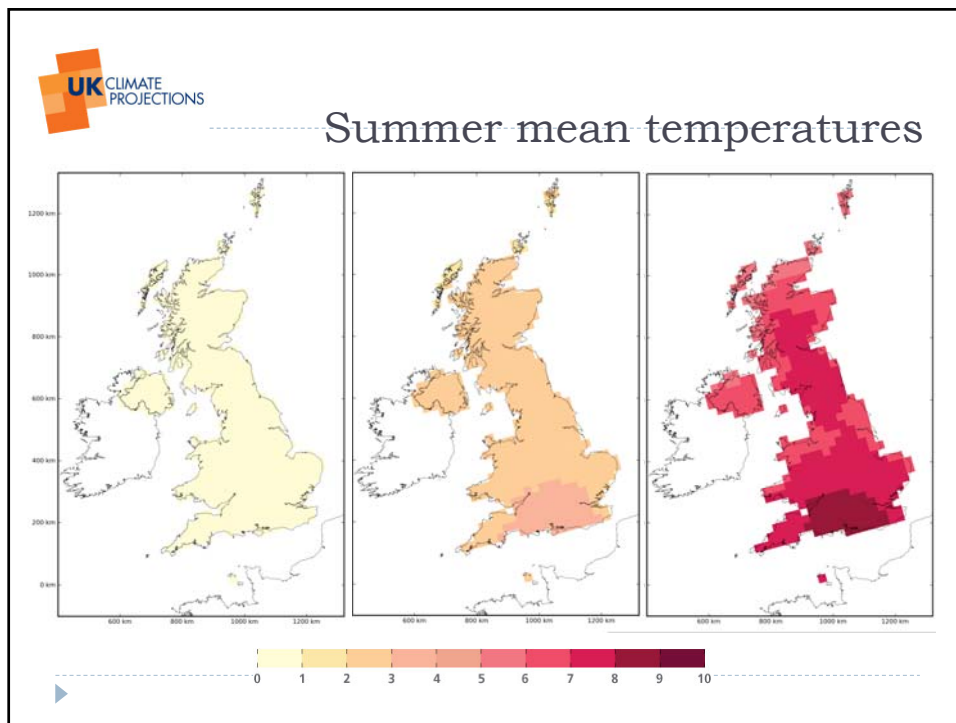 UK CLIMATE
PROJECTIONS
Summer mean temperatures
1200 km
1000 km
800 km
600 km
400 km
200 km
0 km
600 km 800 km 1000 km 1200 km
600 km 800 km 1000 km 1200 km
600 km 800 km 1000 km 1200 km
0 1 2 3 4 5 6 7 8 9 10